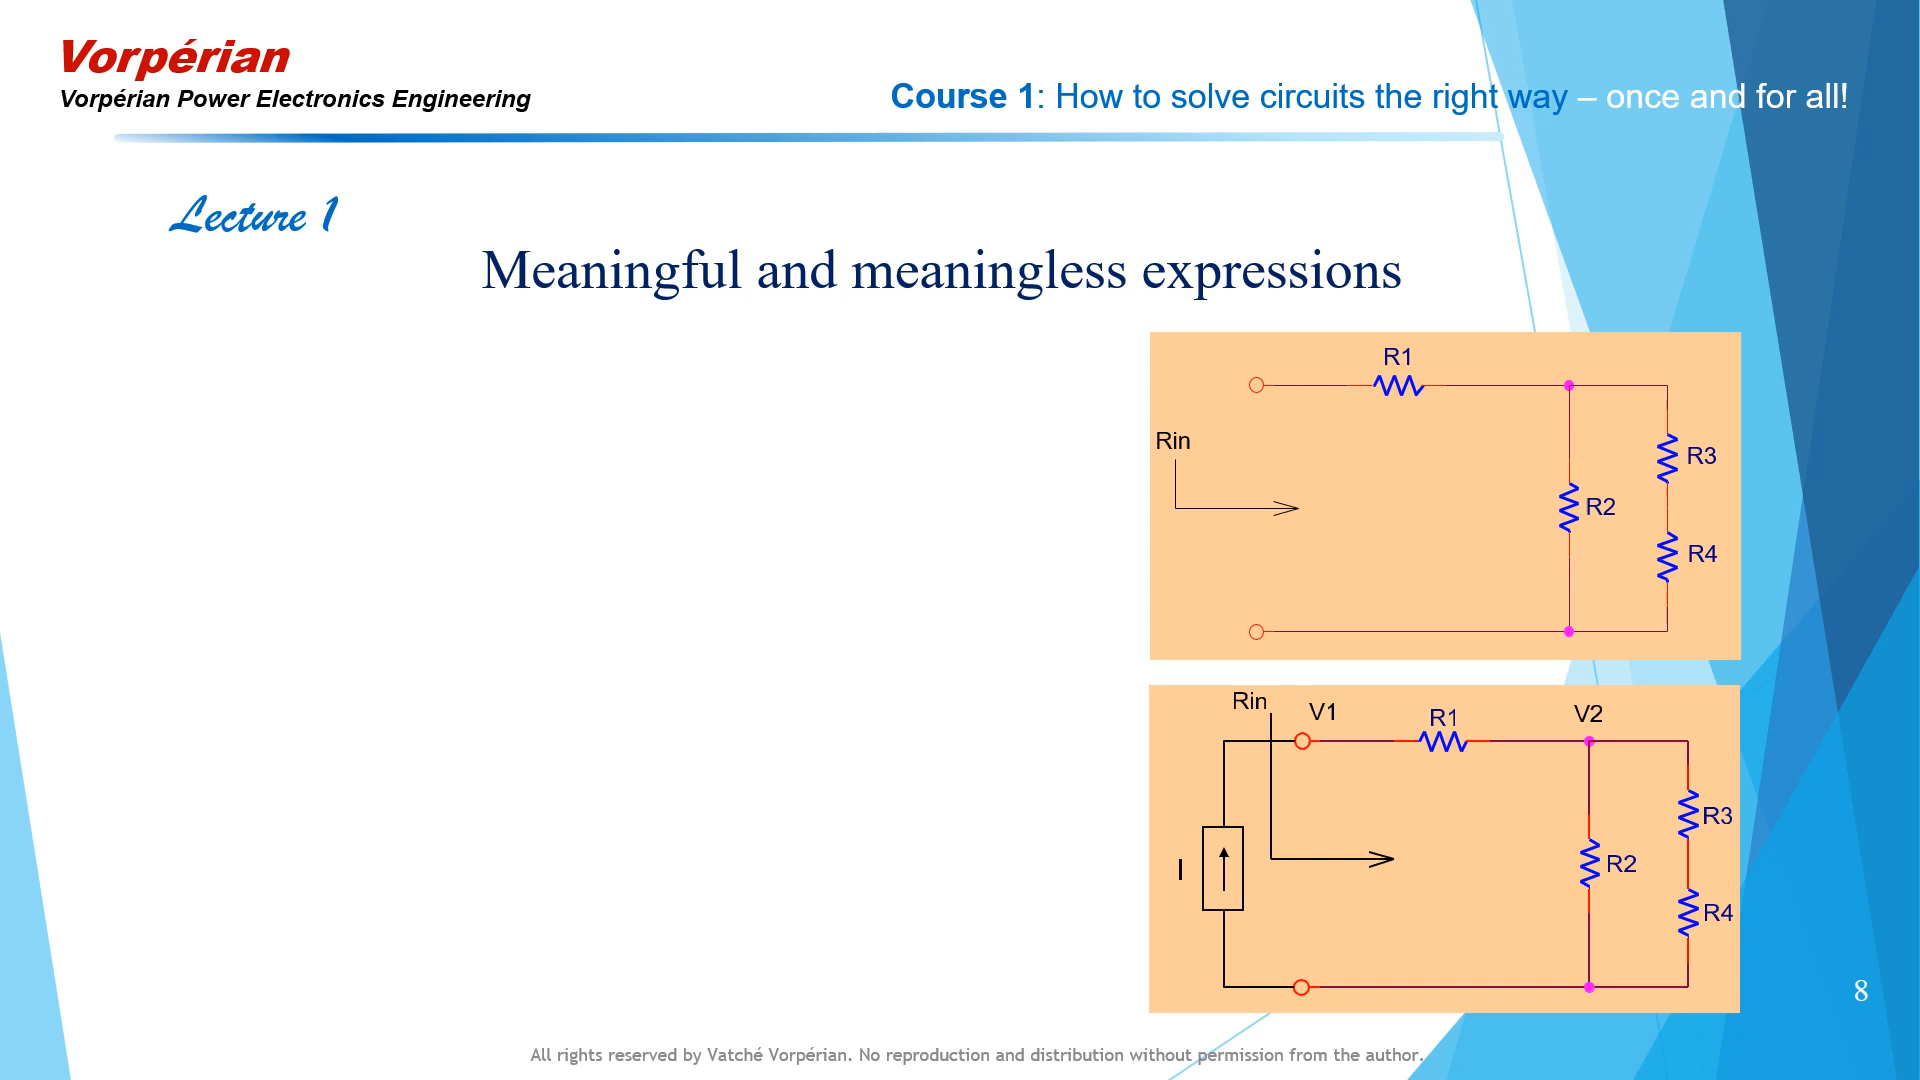 Vorpérian
Vorpérian Power Electronics Engineering
Course 1: How to solve circuits the right way – once and for all!
Lecture 1
Meaningful and meaningless expressions
R1
Rin
R3
R2
R4
Rin
V1
R1
V2
R3
I
R2
R4
8
All rights reserved by Vatché Vorpérian. No reproduction and distribution without permission from the author.